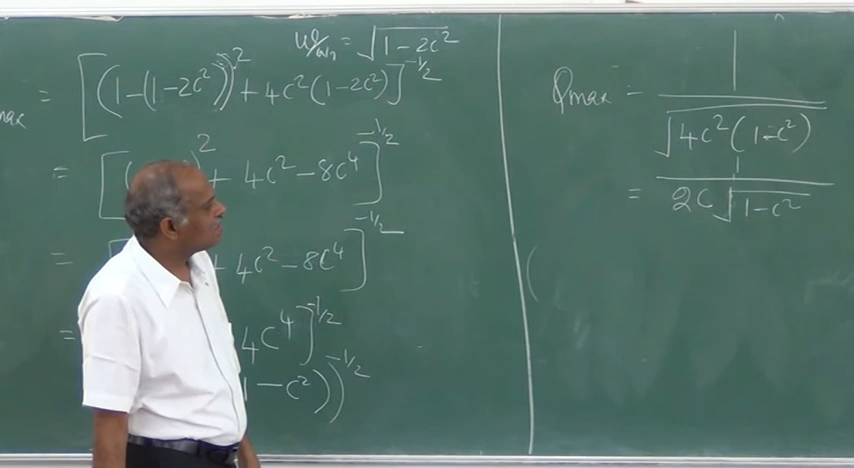 ω/ωn = √(1-2c²)
max = [(1-(1-2c²))² + 4c²(1-2c²)]^(-1/2)
= [( )² + 4c² - 8c⁴]^(-1/2)
= [ + 4c² - 8c⁴]^(-1/2)
= 4c⁴]^(-1/2)
1 - c²))^(-1/2)
Qmax = 1 / √(4c²(1-c²))
= 1 / (2c√(1-c²))